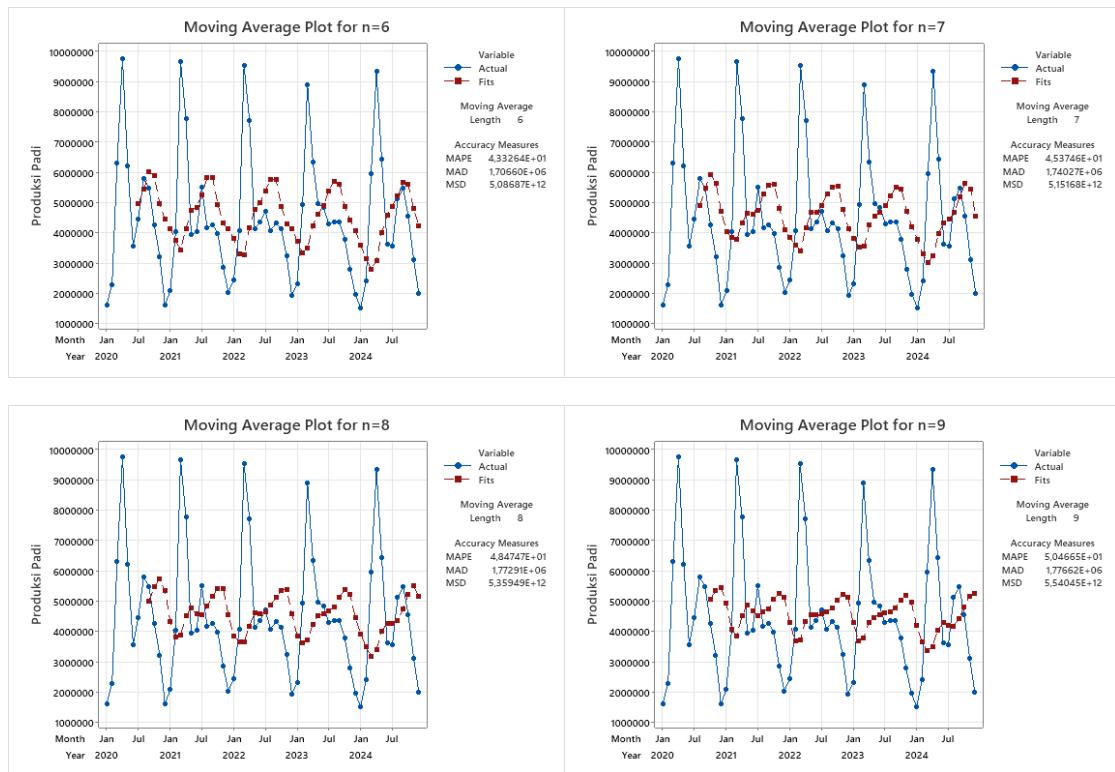 Moving Average Plot for n=6
Produksi Padi
10000000
9000000
8000000
7000000
6000000
5000000
4000000
3000000
2000000
1000000
Month Jan Jul Jan Jul Jan Jul Jan Jul Jan Jul
Year 2020 2021 2022 2023 2024
Variable
Actual
Fits
Moving Average
Length 6
Accuracy Measures
MAPE 4,33264E+01
MAD 1,70660E+06
MSD 5,08687E+12
Moving Average Plot for n=7
Produksi Padi
10000000
9000000
8000000
7000000
6000000
5000000
4000000
3000000
2000000
1000000
Month Jan Jul Jan Jul Jan Jul Jan Jul Jan Jul
Year 2020 2021 2022 2023 2024
Variable
Actual
Fits
Moving Average
Length 7
Accuracy Measures
MAPE 4,53746E+01
MAD 1,74027E+06
MSD 5,15168E+12
Moving Average Plot for n=8
Produksi Padi
10000000
9000000
8000000
7000000
6000000
5000000
4000000
3000000
2000000
1000000
Month Jan Jul Jan Jul Jan Jul Jan Jul Jan Jul
Year 2020 2021 2022 2023 2024
Variable
Actual
Fits
Moving Average
Length 8
Accuracy Measures
MAPE 4,84747E+01
MAD 1,77291E+06
MSD 5,35949E+12
Moving Average Plot for n=9
Produksi Padi
10000000
9000000
8000000
7000000
6000000
5000000
4000000
3000000
2000000
1000000
Month Jan Jul Jan Jul Jan Jul Jan Jul Jan Jul
Year 2020 2021 2022 2023 2024
Variable
Actual
Fits
Moving Average
Length 9
Accuracy Measures
MAPE 5,04665E+01
MAD 1,77662E+06
MSD 5,54045E+12